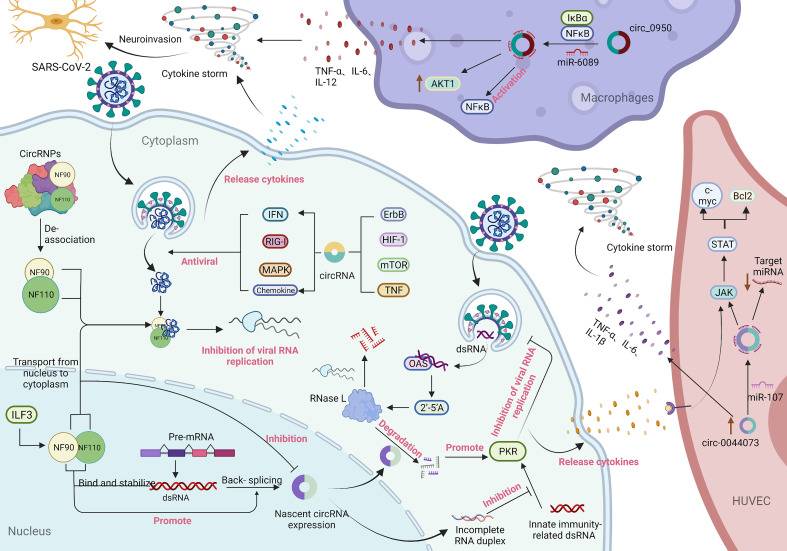 Neuroinvasion
SARS-CoV-2
Cytokine storm
TNF-α、 IL-6、
IL-12
IκBα
NFκB
miR-6089
circ_0950
AKT1
NFκB
Activation
Macrophages
Cytoplasm
CircRNPs
NF90
NF110
De-
association
NF90
NF110
Release cytokines
Antiviral
IFN
RIG-I
MAPK
Chemokine
circRNA
ErbB
HIF-1
mTOR
TNF
NF90
NF110
Inhibition of viral RNA
replication
dsRNA
OAS
2'-5'A
RNase L
Degradation
Promote
PKR
Inhibition of viral RNA
replication
Release cytokines
Inhibition
Incomplete
RNA duplex
Innate immunity-
related dsRNA
Transport from
nucleus to
cytoplasm
ILF3
NF90
NF110
Pre-mRNA
Bind and stabilize
dsRNA
Back- splicing
Promote
Inhibition
Nascent circRNA
expression
Nucleus
Cytokine storm
TNF-α、 IL-6、
IL-1β
c-
myc
Bcl2
STAT
JAK
Target
miRNA
miR-107
circ-0044073
HUVEC